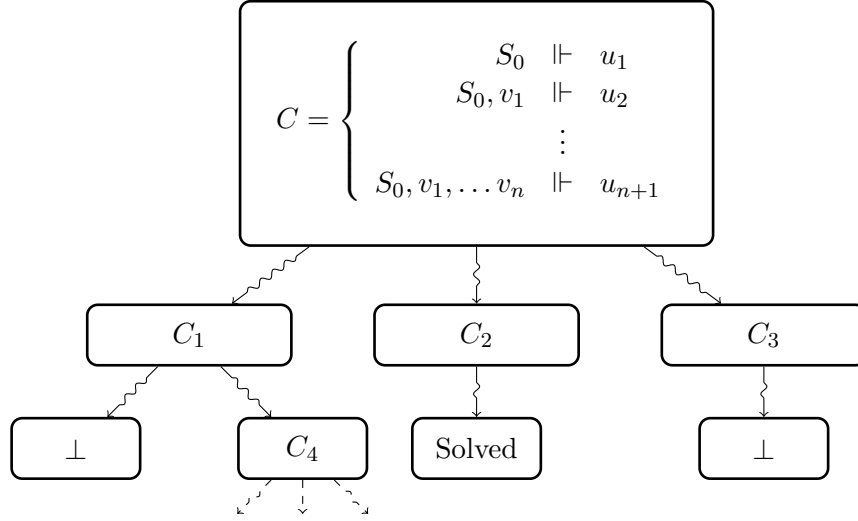 S_0 ⊩ u_1
S_0, v_1 ⊩ u_2
C =
⋮
S_0, v_1, … v_n ⊩ u_{n+1}
C_1 C_2 C_3
⊥ C_4 Solved ⊥